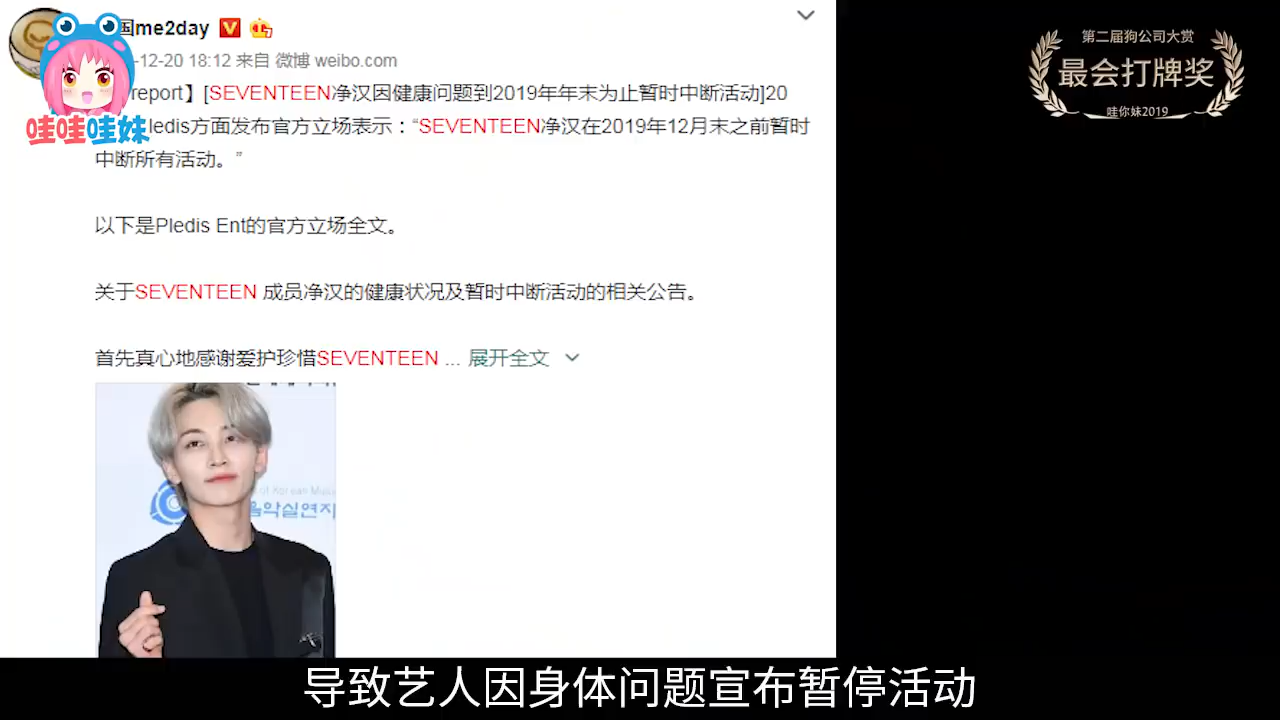 国me2day
-12-20 18:12 来自 微博 weibo.com
report】[SEVENTEEN净汉因健康问题到2019年年末为止暂时中断活动]20
ledis方面发布官方立场表示：“SEVENTEEN净汉在2019年12月末之前暂时
中断所有活动。”
以下是Pledis Ent的官方立场全文。
关于SEVENTEEN 成员净汉的健康状况及暂时中断活动的相关公告。
首先真心地感谢爱护珍惜SEVENTEEN ... 展开全文
哇哇哇妹
第二届狗公司大赏
最会打牌奖
哇你妹2019
of Korean Music
음악실연자
导致艺人因身体问题宣布暂停活动